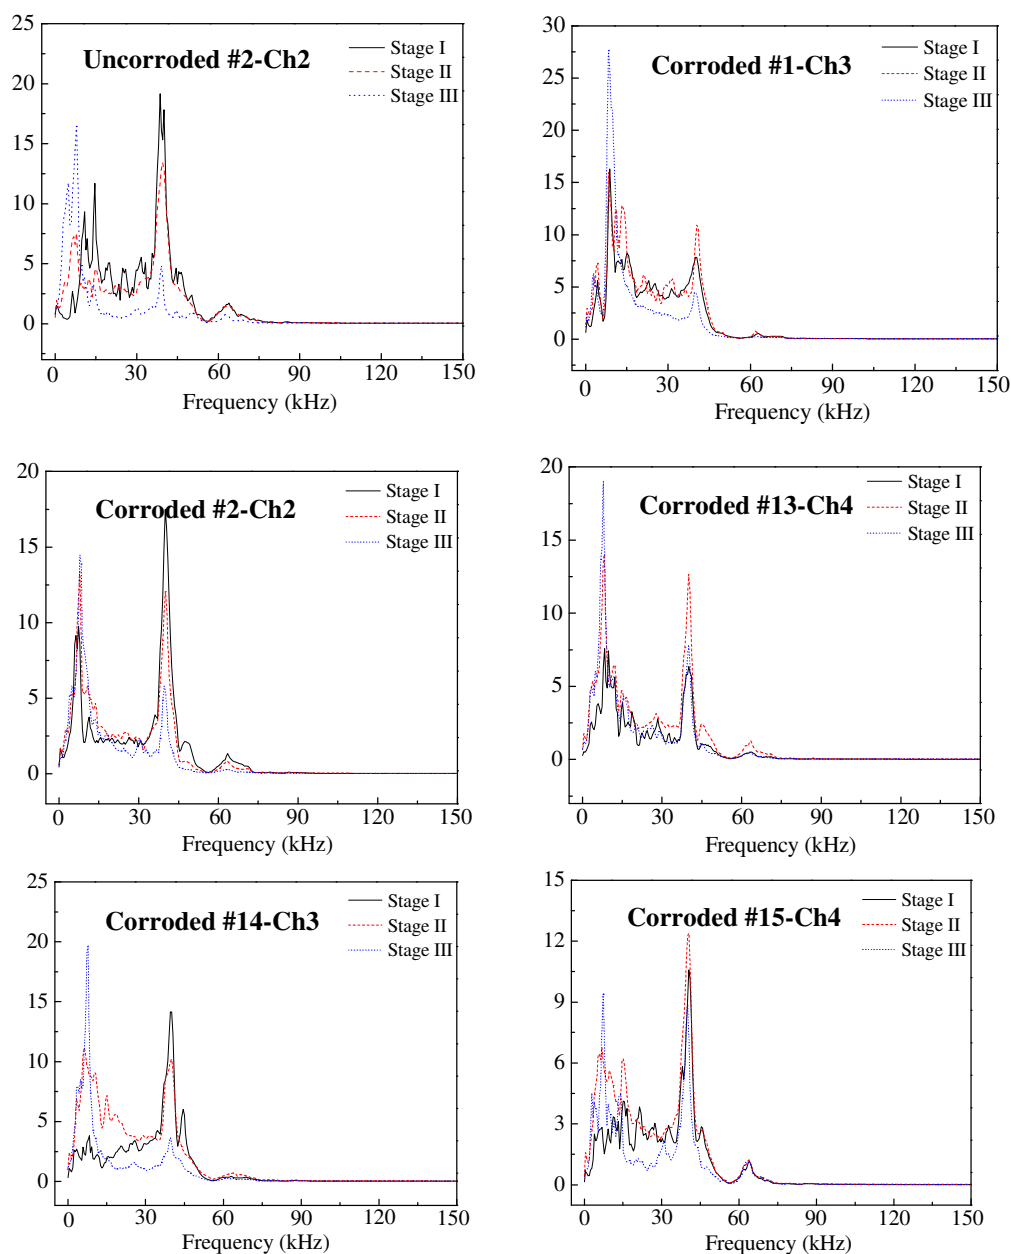 25
20
15
10
5
0
Uncorroded #2-Ch2
Stage I
Stage II
Stage III
0 30 60 90 120 150
Frequency (kHz)
30
25
20
15
10
5
0
Corroded #1-Ch3
Stage I
Stage II
Stage III
0 30 60 90 120 150
Frequency (kHz)
20
15
10
5
0
Corroded #2-Ch2
Stage I
Stage II
Stage III
0 30 60 90 120 150
Frequency (kHz)
20
15
10
5
0
Corroded #13-Ch4
Stage I
Stage II
Stage III
0 30 60 90 120 150
Frequency (kHz)
25
20
15
10
5
0
Corroded #14-Ch3
Stage I
Stage II
Stage III
0 30 60 90 120 150
Frequency (kHz)
15
12
9
6
3
0
Corroded #15-Ch4
Stage I
Stage II
Stage III
0 30 60 90 120 150
Frequency (kHz)